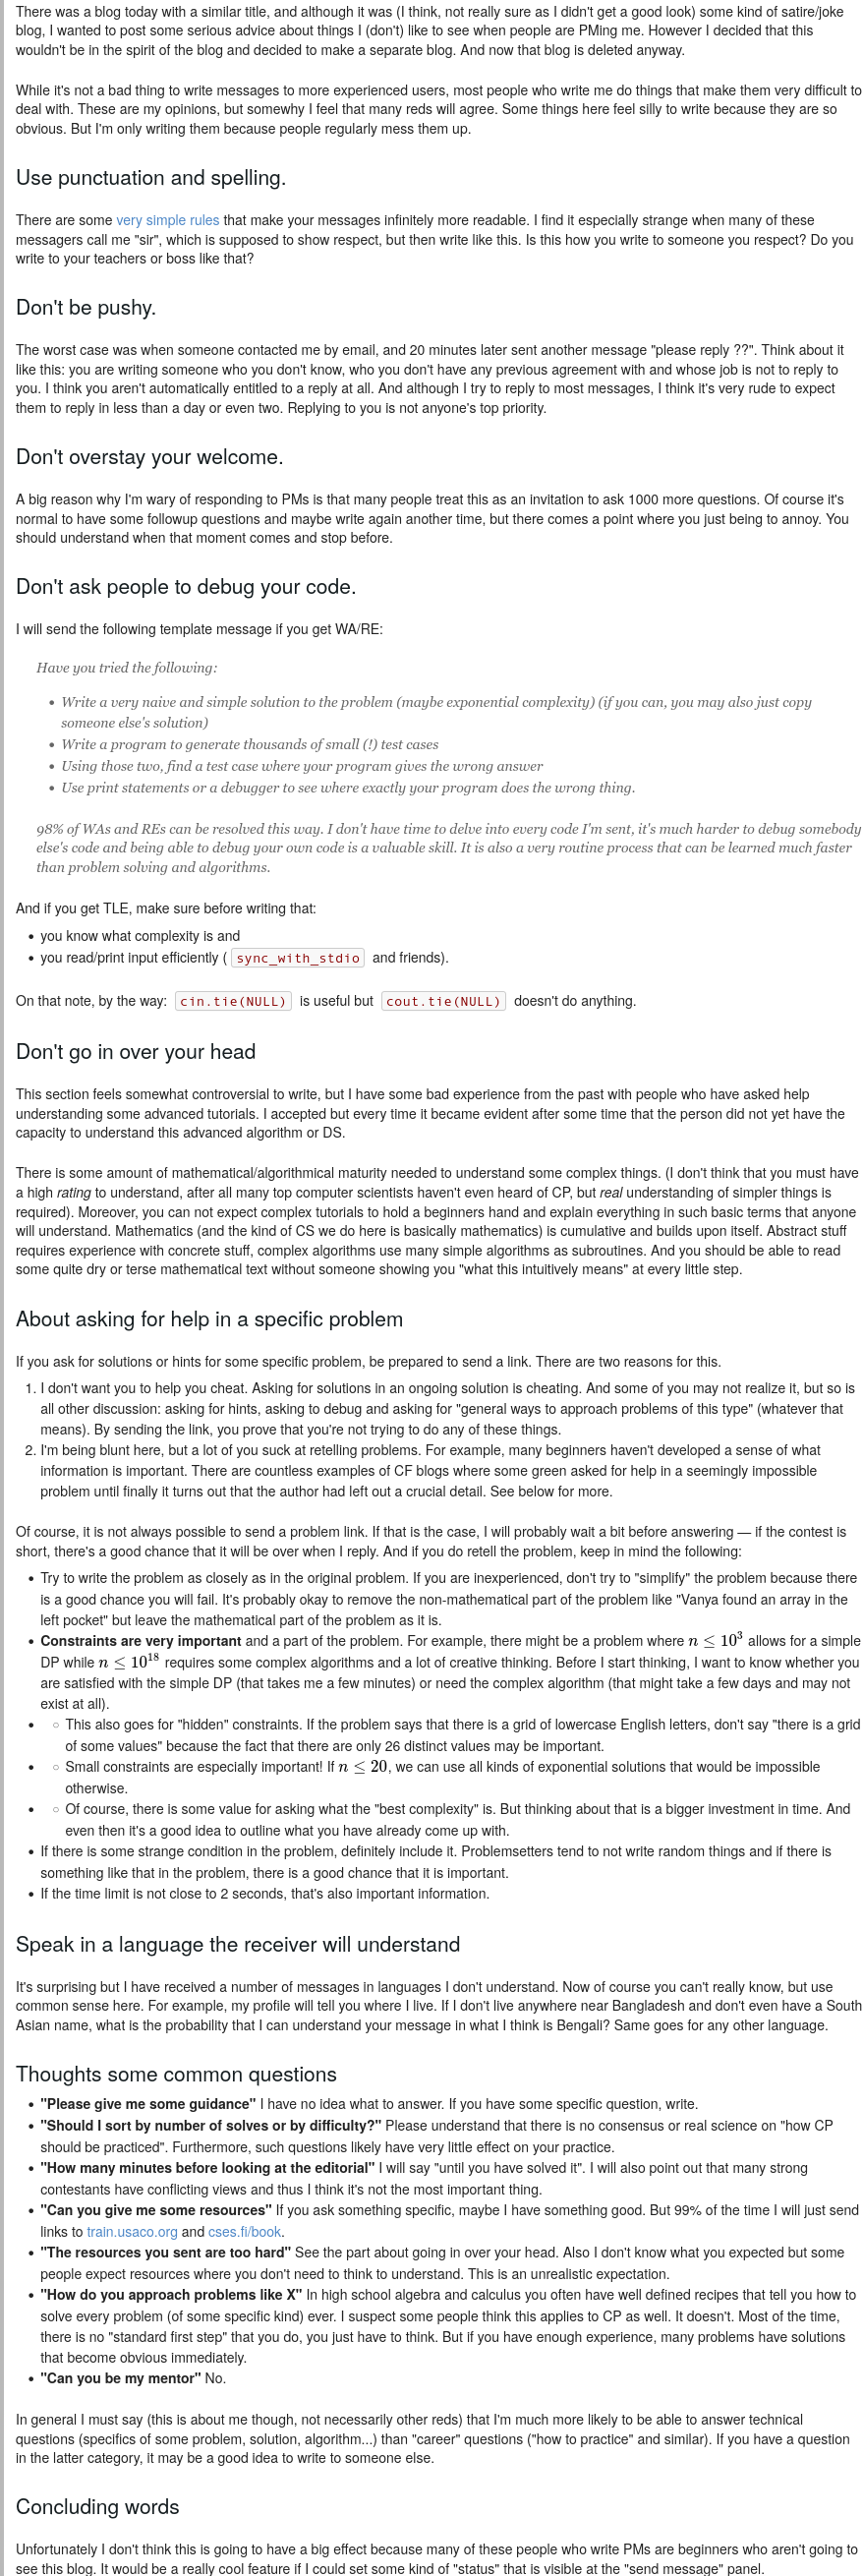 There was a blog today with a similar title, and although it was (I think, not really sure as I didn't get a good look) some kind of satire/joke
blog, I wanted to post some serious advice about things I (don't) like to see when people are PMing me. However I decided that this
wouldn't be in the spirit of the blog and decided to make a separate blog. And now that blog is deleted anyway.
While it's not a bad thing to write messages to more experienced users, most people who write me do things that make them very difficult to
deal with. These are my opinions, but somewhy I feel that many reds will agree. Some things here feel silly to write because they are so
obvious. But I'm only writing them because people regularly mess them up.
Use punctuation and spelling.
There are some very simple rules that make your messages infinitely more readable. I find it especially strange when many of these
messagers call me "sir", which is supposed to show respect, but then write like this. Is this how you write to someone you respect? Do you
write to your teachers or boss like that?
Don't be pushy.
The worst case was when someone contacted me by email, and 20 minutes later sent another message "please reply ??". Think about it
like this: you are writing someone who you don't know, who you don't have any previous agreement with and whose job is not to reply to
you. I think you aren't automatically entitled to a reply at all. And although I try to reply to most messages, I think it's very rude to expect
them to reply in less than a day or even two. Replying to you is not anyone's top priority.
Don't overstay your welcome.
A big reason why I'm wary of responding to PMs is that many people treat this as an invitation to ask 1000 more questions. Of course it's
normal to have some followup questions and maybe write again another time, but there comes a point where you just being to annoy. You
should understand when that moment comes and stop before.
Don't ask people to debug your code.
I will send the following template message if you get WA/RE:
Have you tried the following:
• Write a very naive and simple solution to the problem (maybe exponential complexity) (if you can, you may also just copy
someone else's solution)
• Write a program to generate thousands of small (!) test cases
• Using those two, find a test case where your program gives the wrong answer
• Use print statements or a debugger to see where exactly your program does the wrong thing.
98% of WAs and REs can be resolved this way. I don't have time to delve into every code I'm sent, it's much harder to debug somebody
else's code and being able to debug your own code is a valuable skill. It is also a very routine process that can be learned much faster
than problem solving and algorithms.
And if you get TLE, make sure before writing that:
• you know what complexity is and
• you read/print input efficiently ( sync_with_stdio and friends).
On that note, by the way: cin.tie(NULL) is useful but cout.tie(NULL) doesn't do anything.
Don't go in over your head
This section feels somewhat controversial to write, but I have some bad experience from the past with people who have asked help
understanding some advanced tutorials. I accepted but every time it became evident after some time that the person did not yet have the
capacity to understand this advanced algorithm or DS.
There is some amount of mathematical/algorithmical maturity needed to understand some complex things. (I don't think that you must have
a high rating to understand, after all many top computer scientists haven't even heard of CP, but real understanding of simpler things is
required). Moreover, you can not expect complex tutorials to hold a beginners hand and explain everything in such basic terms that anyone
will understand. Mathematics (and the kind of CS we do here is basically mathematics) is cumulative and builds upon itself. Abstract stuff
requires experience with concrete stuff, complex algorithms use many simple algorithms as subroutines. And you should be able to read
some quite dry or terse mathematical text without someone showing you "what this intuitively means" at every little step.
About asking for help in a specific problem
If you ask for solutions or hints for some specific problem, be prepared to send a link. There are two reasons for this.
1. I don't want you to help you cheat. Asking for solutions in an ongoing solution is cheating. And some of you may not realize it, but so is
all other discussion: asking for hints, asking to debug and asking for "general ways to approach problems of this type" (whatever that
means). By sending the link, you prove that you're not trying to do any of these things.
2. I'm being blunt here, but a lot of you suck at retelling problems. For example, many beginners haven't developed a sense of what
information is important. There are countless examples of CF blogs where some green asked for help in a seemingly impossible
problem until finally it turns out that the author had left out a crucial detail. See below for more.
Of course, it is not always possible to send a problem link. If that is the case, I will probably wait a bit before answering — if the contest is
short, there's a good chance that it will be over when I reply. And if you do retell the problem, keep in mind the following:
• Try to write the problem as closely as in the original problem. If you are inexperienced, don't try to "simplify" the problem because there
is a good chance you will fail. It's probably okay to remove the non-mathematical part of the problem like "Vanya found an array in the
left pocket" but leave the mathematical part of the problem as it is.
• Constraints are very important and a part of the problem. For example, there might be a problem where n ≤ 10³ allows for a simple
DP while n ≤ 10¹⁸ requires some complex algorithms and a lot of creative thinking. Before I start thinking, I want to know whether you
are satisfied with the simple DP (that takes me a few minutes) or need the complex algorithm (that might take a few days and may not
exist at all).
• ◦ This also goes for "hidden" constraints. If the problem says that there is a grid of lowercase English letters, don't say "there is a grid
of some values" because the fact that there are only 26 distinct values may be important.
• ◦ Small constraints are especially important! If n ≤ 20, we can use all kinds of exponential solutions that would be impossible
otherwise.
• ◦ Of course, there is some value for asking what the "best complexity" is. But thinking about that is a bigger investment in time. And
even then it's a good idea to outline what you have already come up with.
• If there is some strange condition in the problem, definitely include it. Problemsetters tend to not write random things and if there is
something like that in the problem, there is a good chance that it is important.
• If the time limit is not close to 2 seconds, that's also important information.
Speak in a language the receiver will understand
It's surprising but I have received a number of messages in languages I don't understand. Now of course you can't really know, but use
common sense here. For example, my profile will tell you where I live. If I don't live anywhere near Bangladesh and don't even have a South
Asian name, what is the probability that I can understand your message in what I think is Bengali? Same goes for any other language.
Thoughts some common questions
• "Please give me some guidance" I have no idea what to answer. If you have some specific question, write.
• "Should I sort by number of solves or by difficulty?" Please understand that there is no consensus or real science on "how CP
should be practiced". Furthermore, such questions likely have very little effect on your practice.
• "How many minutes before looking at the editorial" I will say "until you have solved it". I will also point out that many strong
contestants have conflicting views and thus I think it's not the most important thing.
• "Can you give me some resources" If you ask something specific, maybe I have something good. But 99% of the time I will just send
links to train.usaco.org and cses.fi/book.
• "The resources you sent are too hard" See the part about going in over your head. Also I don't know what you expected but some
people expect resources where you don't need to think to understand. This is an unrealistic expectation.
• "How do you approach problems like X" In high school algebra and calculus you often have well defined recipes that tell you how to
solve every problem (of some specific kind) ever. I suspect some people think this applies to CP as well. It doesn't. Most of the time,
there is no "standard first step" that you do, you just have to think. But if you have enough experience, many problems have solutions
that become obvious immediately.
• "Can you be my mentor" No.
In general I must say (this is about me though, not necessarily other reds) that I'm much more likely to be able to answer technical
questions (specifics of some problem, solution, algorithm...) than "career" questions ("how to practice" and similar). If you have a question
in the latter category, it may be a good idea to write to someone else.
Concluding words
Unfortunately I don't think this is going to have a big effect because many of these people who write PMs are beginners who aren't going to
see this blog. It would be a really cool feature if I could set some kind of "status" that is visible at the "send message" panel.